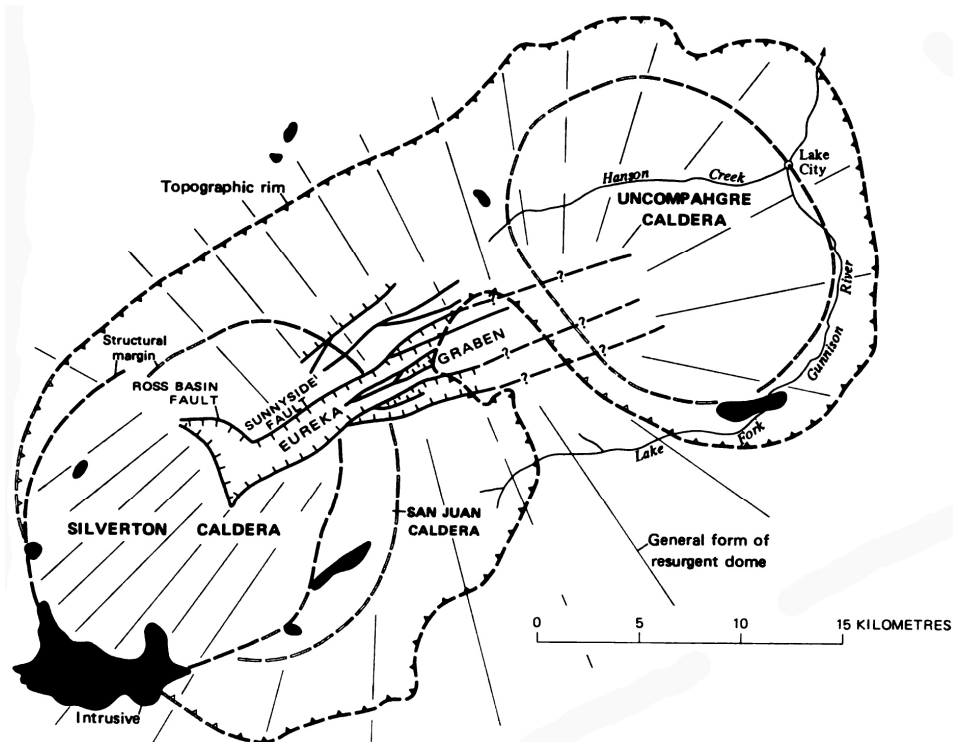 Topographic rim
Hanson Creek
Lake
City
UNCOMPAHGRE
CALDERA
River
Gunnison
Fork
Lake
?
?
?
?
?
GRABEN
EUREKA
SUNNYSIDE
FAULT
Structural
margin
ROSS BASIN
FAULT
SILVERTON CALDERA
SAN JUAN
CALDERA
General form of
resurgent dome
Intrusive
0 5 10 15 KILOMETRES